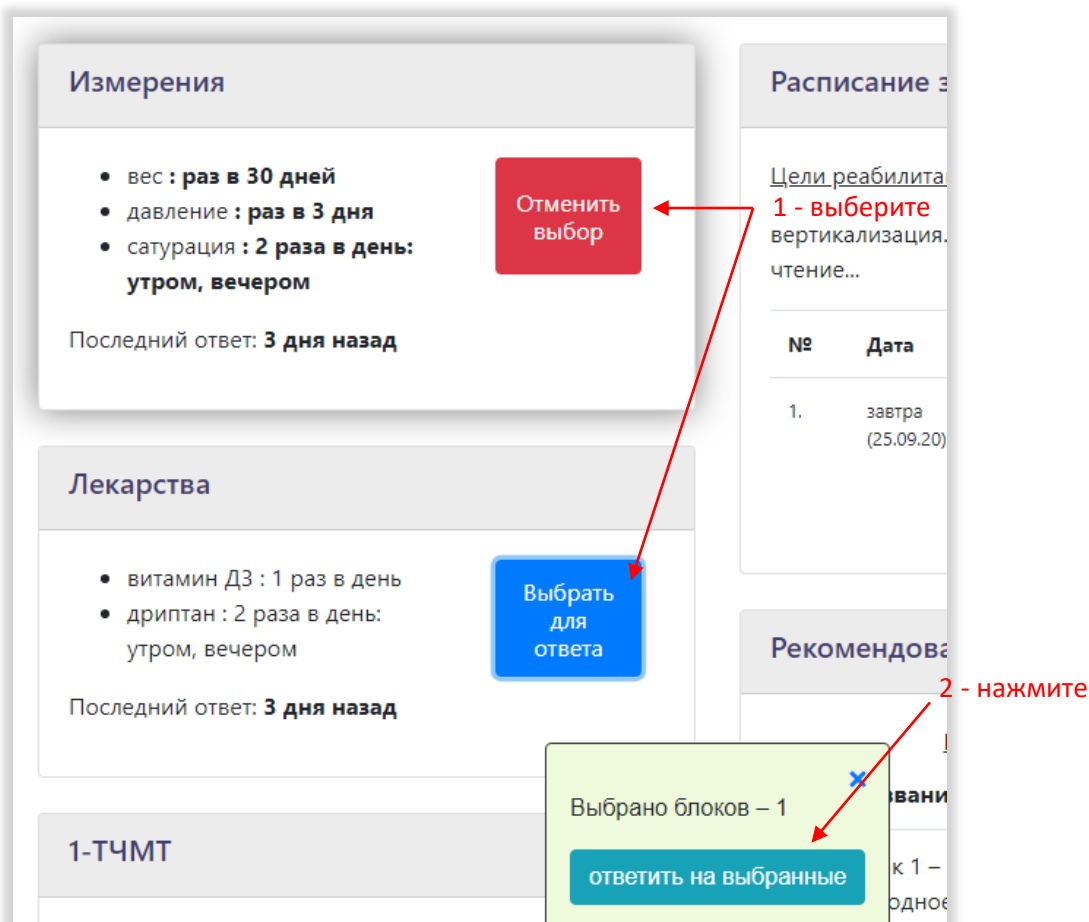 Измерения
вес : раз в 30 дней
давление : раз в 3 дня
сатурация : 2 раза в день:
утром, вечером
Последний ответ: 3 дня назад
Отменить
выбор
Лекарства
витамин Д3 : 1 раз в день
дриптан : 2 раза в день:
утром, вечером
Последний ответ: 3 дня назад
Выбрать
для
ответа
1-ТЧМТ
Расписание
Цели реабилита
1 - выберите
вертикализация.
чтение...
№ Дата
1. завтра
(25.09.20)
Рекомендова
2 - нажмите
звани
к 1 –
одное
Выбрано блоков – 1
ответить на выбранные